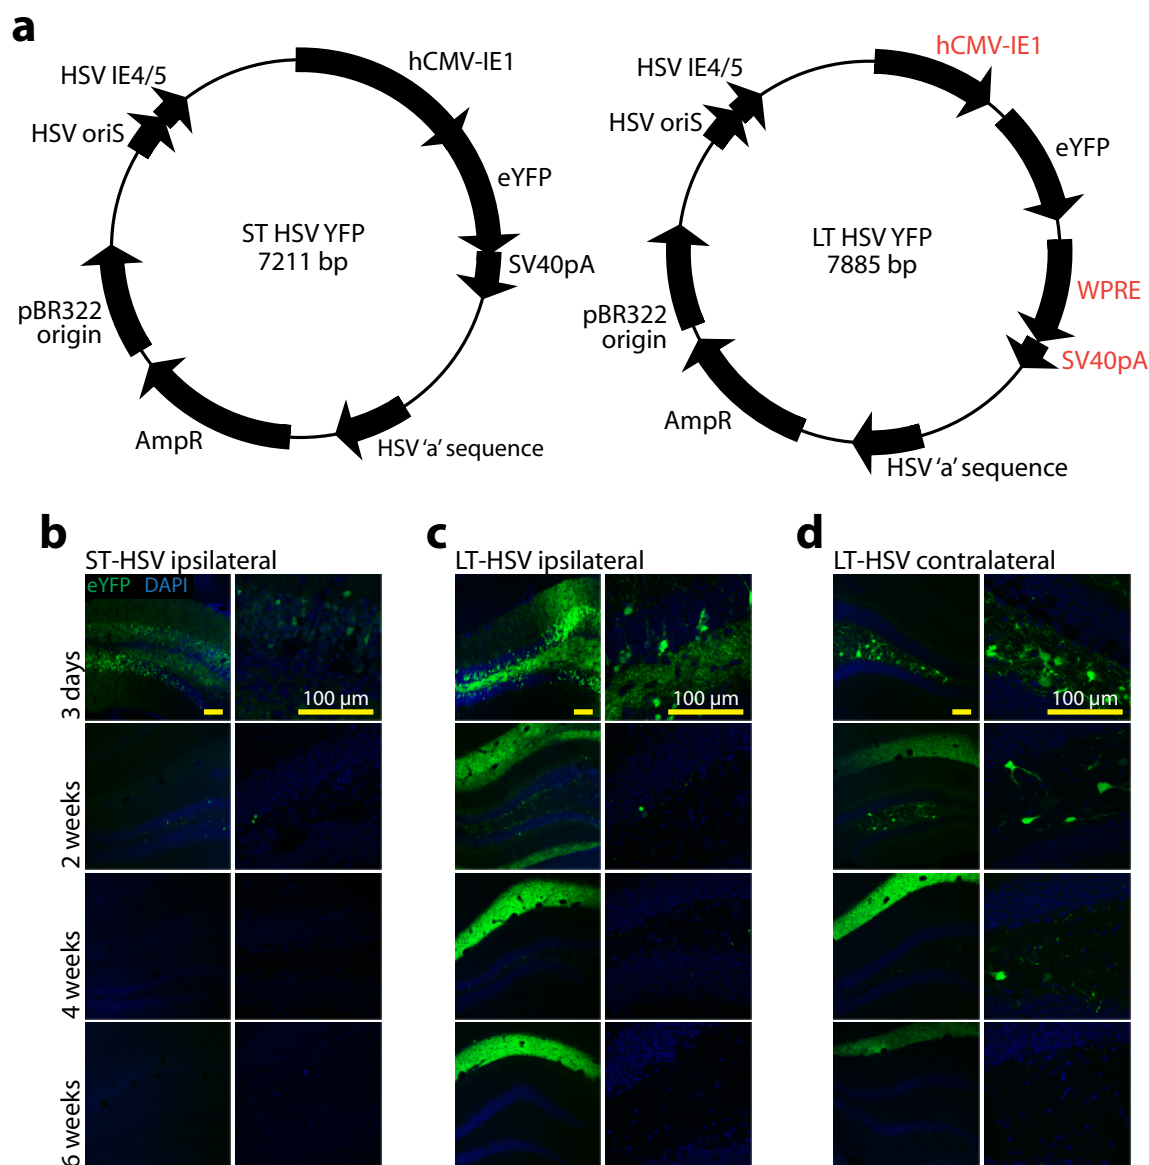 a
HSV IE4/5
HSV oriS
hCMV-IE1
eYFP
ST HSV YFP
7211 bp
SV40pA
pBR322
origin
AmpR
HSV ‘a’ sequence
hCMV-IE1
HSV IE4/5
HSV oriS
eYFP
LT HSV YFP
7885 bp
WPRE
pBR322
origin
SV40pA
AmpR
HSV ‘a’ sequence
b
ST-HSV ipsilateral
eYFP DAPI
100 µm
c
LT-HSV ipsilateral
100 µm
d
LT-HSV contralateral
100 µm
3 days
2 weeks
4 weeks
6 weeks